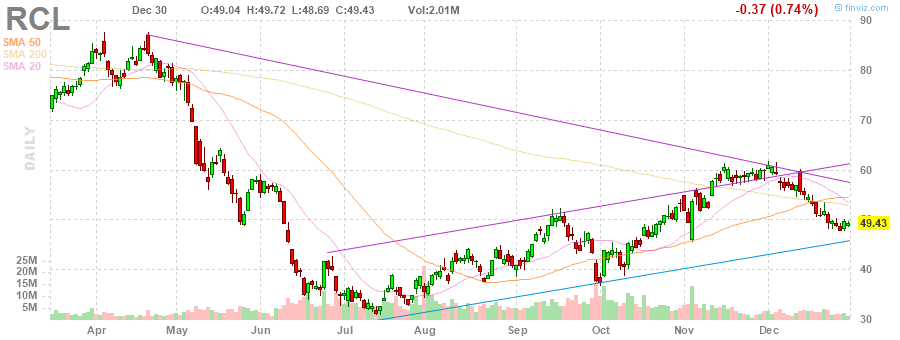 RCL Dec 30 O:49.04 H:49.72 L:48.69 C:49.43 Vol:2.01M -0.37 (0.74%) © finviz.com
SMA 50
SMA 200
SMA 20
DAILY
90
80
70
60
50
49.43
40
30
25M
20M
15M
10M
5M
Apr May Jun Jul Aug Sep Oct Nov Dec